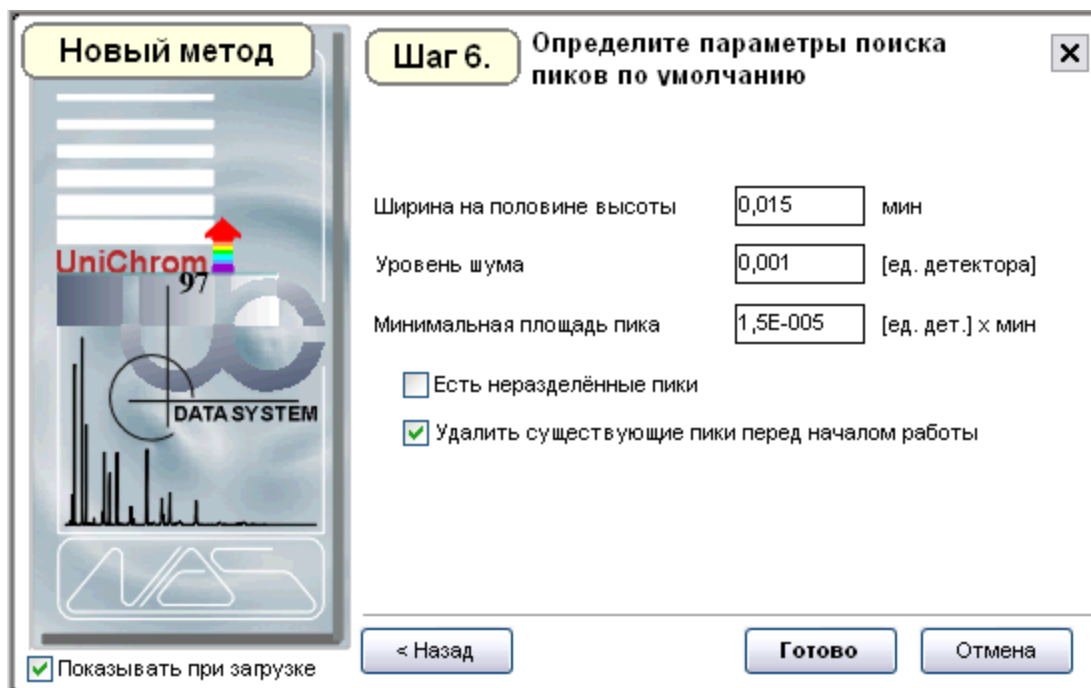 Новый метод
Шаг 6.
Определите параметры поиска
пиков по умолчанию
UniChrom
97
uc
DATA SYSTEM
NAS
Ширина на половине высоты 0,015 мин
Уровень шума 0,001 [ед. детектора]
Минимальная площадь пика 1,5E-005 [ед. дет.] x мин
Есть неразделённые пики
Удалить существующие пики перед началом работы
Показывать при загрузке
< Назад
Готово
Отмена